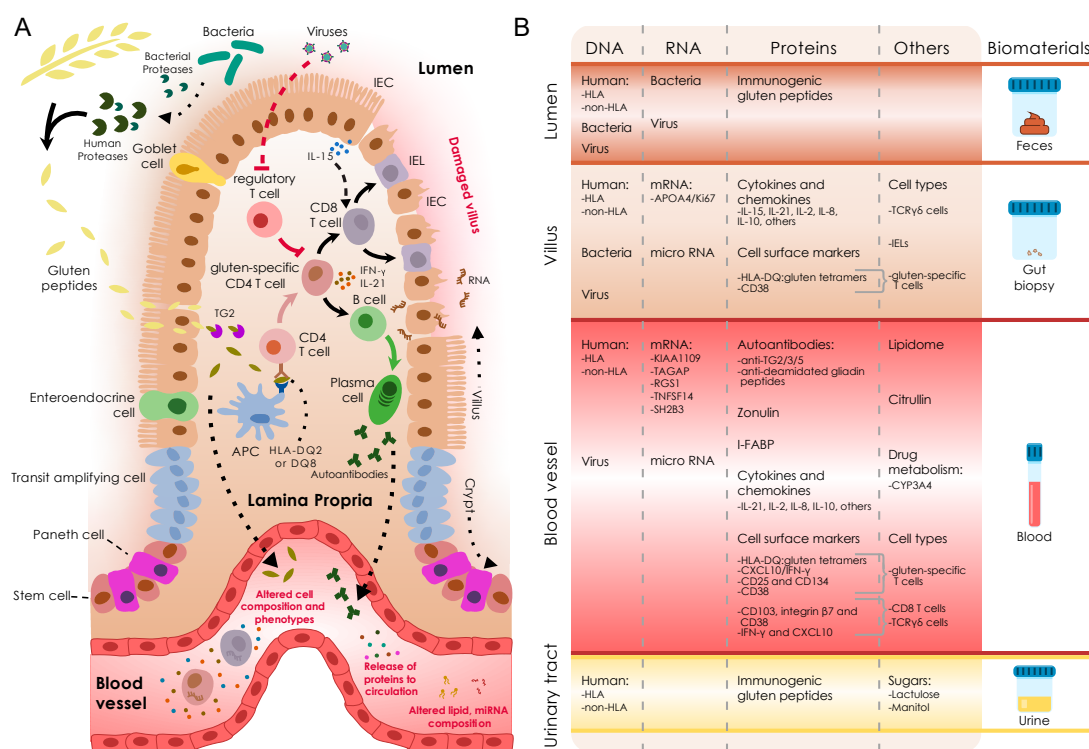 A
Bacteria
Viruses
Bacterial
Proteases
Lumen
IEC
Human
Proteases
Goblet
cell
IL-15
IEL
Damaged villus
regulatory
T cell
CD8
T cell
IEC
Gluten
peptides
gluten-specific
CD4 T cell
IFN-γ
IL-21
RNA
B cell
TG2
CD4
T cell
Enteroendocrine
cell
Plasma
cell
Villus
APC
HLA-DQ2
or DQ8
Autoantibodies
Transit amplifying cell
Lamina Propria
Crypt
Paneth cell
Stem cell
Altered cell
composition and
phenotypes
Blood
vessel
Release of
proteins to
circulation
Altered lipid, miRNA
composition
B
DNA
RNA
Proteins
Others
Biomaterials
Lumen
Human:
-HLA
-non-HLA
Bacteria
Virus
Bacteria
Virus
Immunogenic
gluten peptides
Feces
Villus
Human:
-HLA
-non-HLA
Bacteria
Virus
mRNA:
-APOA4/Ki67
micro RNA
Cytokines and
chemokines
-IL-15, IL-21, IL-2, IL-8,
IL-10, others
Cell surface markers
-HLA-DQ:gluten tetramers
-CD38
Cell types
-TCRγδ cells
-IELs
-gluten-specific
T cells
Gut
biopsy
Blood vessel
Human:
-HLA
-non-HLA
Virus
mRNA:
-KIAA1109
-TAGAP
-RGS1
-TNFSF14
-SH2B3
micro RNA
Autoantibodies:
-anti-TG2/3/5
-anti-deamidated gliadin
peptides
Zonulin
I-FABP
Cytokines and
chemokines
-IL-21, IL-2, IL-8, IL-10, others
Cell surface markers
-HLA-DQ:gluten tetramers
-CXCL10/IFN-γ
-CD25 and CD134
-CD38
-CD103, integrin β7 and
CD38
-IFN-γ and CXCL10
Lipidome
Citrullin
Drug
metabolism:
-CYP3A4
Cell types
-gluten-specific
T cells
-CD8 T cells
-TCRγδ cells
Blood
Urinary tract
Human:
-HLA
-non-HLA
Immunogenic
gluten peptides
Sugars:
-Lactulose
-Manitol
Urine